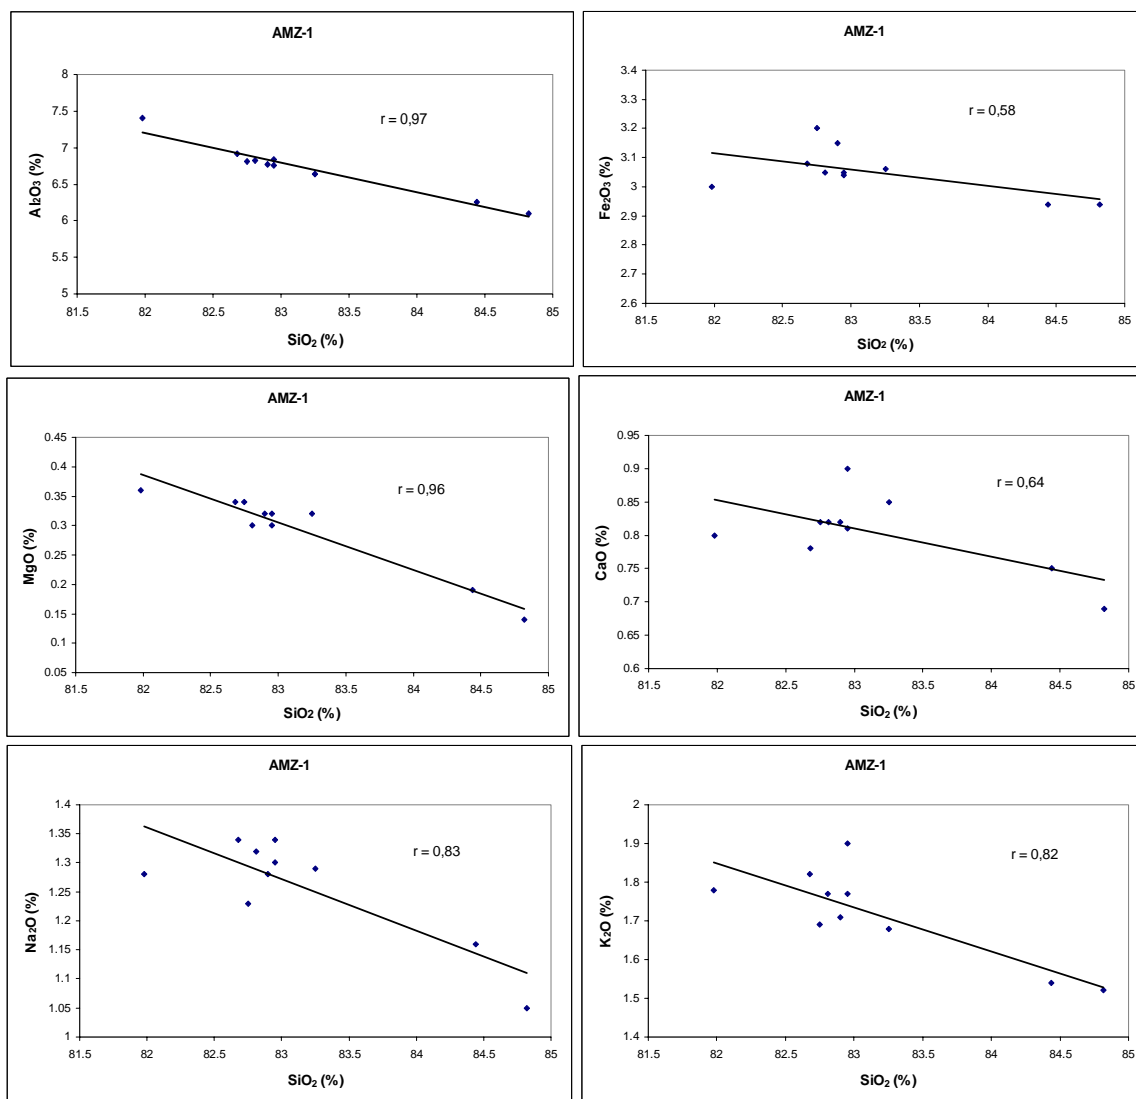 AMZ-1
8
7.5
7
6.5
6
5.5
5
Al₂O₃ (%)
r = 0,97
81.5 82 82.5 83 83.5 84 84.5 85
SiO₂ (%)
AMZ-1
3.4
3.3
3.2
3.1
3
2.9
2.8
2.7
2.6
Fe₂O₃ (%)
r = 0,58
81.5 82 82.5 83 83.5 84 84.5 85
SiO₂ (%)
AMZ-1
0.45
0.4
0.35
0.3
0.25
0.2
0.15
0.1
0.05
MgO (%)
r = 0,96
81.5 82 82.5 83 83.5 84 84.5 85
SiO₂ (%)
AMZ-1
0.95
0.9
0.85
0.8
0.75
0.7
0.65
0.6
CaO (%)
r = 0,64
81.5 82 82.5 83 83.5 84 84.5 85
SiO₂ (%)
AMZ-1
1.4
1.35
1.3
1.25
1.2
1.15
1.1
1.05
1
Na₂O (%)
r = 0,83
81.5 82 82.5 83 83.5 84 84.5 85
SiO₂ (%)
AMZ-1
2
1.9
1.8
1.7
1.6
1.5
1.4
K₂O (%)
r = 0,82
81.5 82 82.5 83 83.5 84 84.5 85
SiO₂ (%)